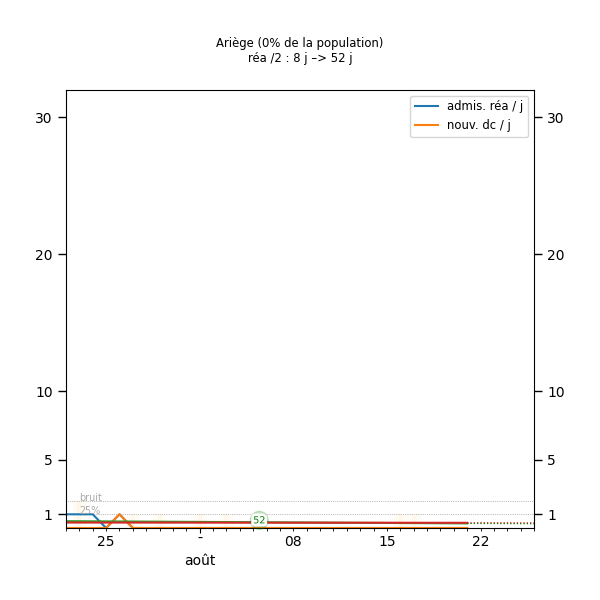 Ariège (0% de la population)
réa /2 : 8 j –> 52 j
admis. réa / j
nouv. dc / j
30 30
20 20
10 10
5 5
bruit
25%
1 1
52
25 - 08 15 22
août